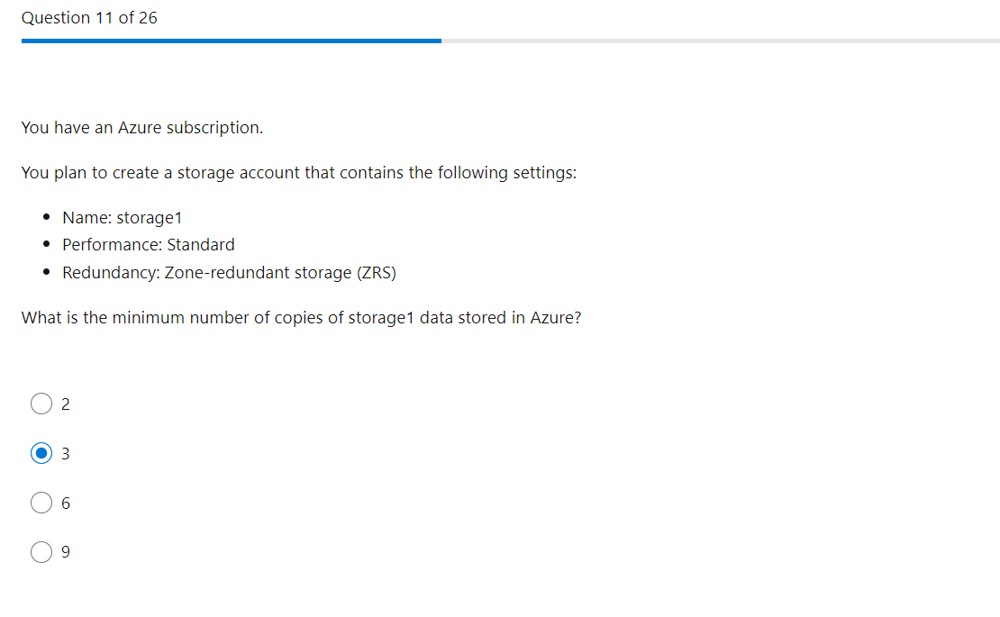 Question 11 of 26
You have an Azure subscription.
You plan to create a storage account that contains the following settings:
• Name: storage1
• Performance: Standard
• Redundancy: Zone-redundant storage (ZRS)
What is the minimum number of copies of storage1 data stored in Azure?
2
3
6
9